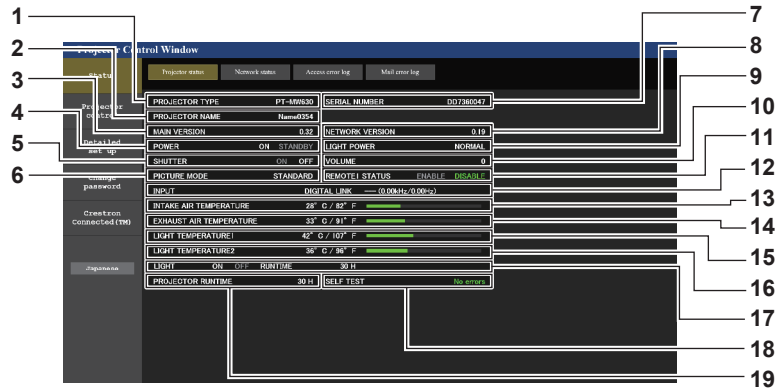 1
2
3
4
5
6
7
8
9
10
11
12
13
14
15
16
17
18
19
Projector Control Window
Status
Projector control
Detailed set up
Change password
Crestron Connected(TM)
Japanese
Projector status
Network status
Access error log
Mail error log
PROJECTOR TYPE PT-MW630
SERIAL NUMBER DD7360047
PROJECTOR NAME Name0354
MAIN VERSION 0.32
NETWORK VERSION 0.19
POWER ON STANDBY
LIGHT POWER NORMAL
SHUTTER ON OFF
VOLUME 0
PICTURE MODE STANDARD
REMOTE1 STATUS ENABLE DISABLE
INPUT DIGITAL LINK — (0.00kHz/0.00Hz)
INTAKE AIR TEMPERATURE 28° C / 82° F
EXHAUST AIR TEMPERATURE 33° C / 91° F
LIGHT TEMPERATURE1 42° C / 107° F
LIGHT TEMPERATURE2 36° C / 96° F
LIGHT ON OFF RUNTIME 30 H
PROJECTOR RUNTIME 30 H
SELF TEST No errors